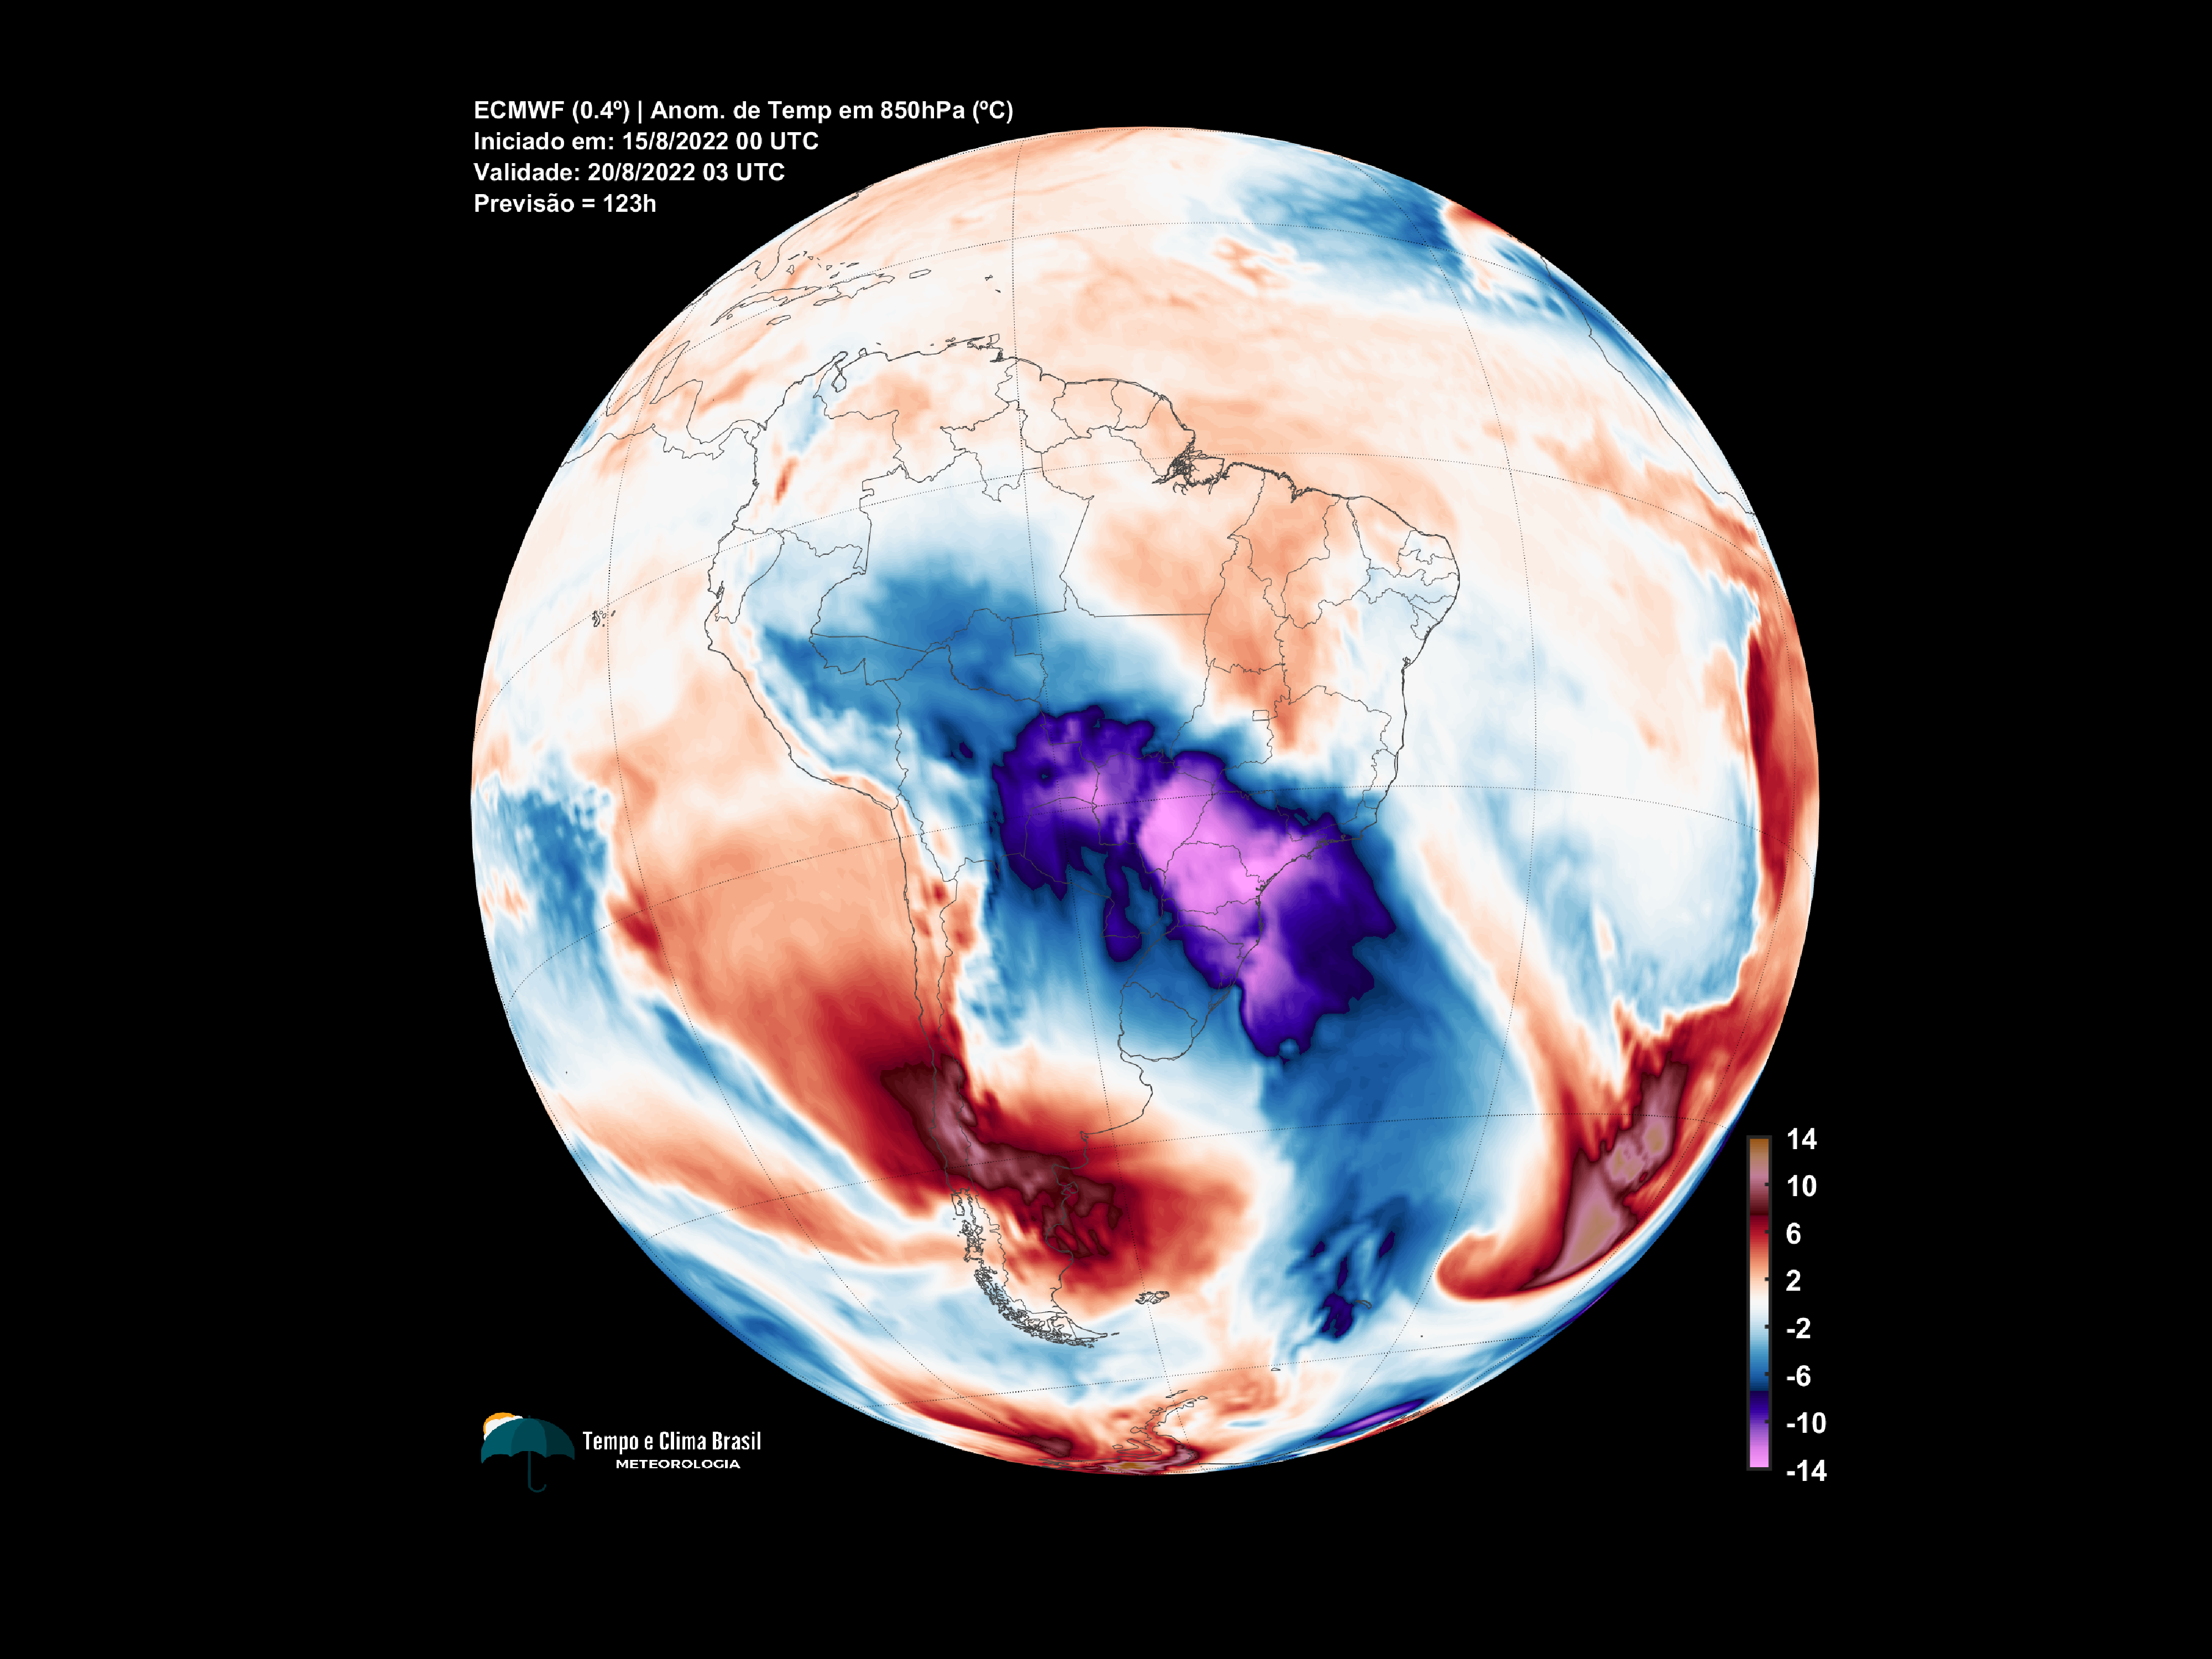 ECMWF (0.4º) | Anom. de Temp em 850hPa (ºC)
Iniciado em: 15/8/2022 00 UTC
Validade: 20/8/2022 03 UTC
Previsão = 123h
14
10
6
2
-2
-6
-10
-14
Tempo e Clima Brasil
METEOROLOGIA